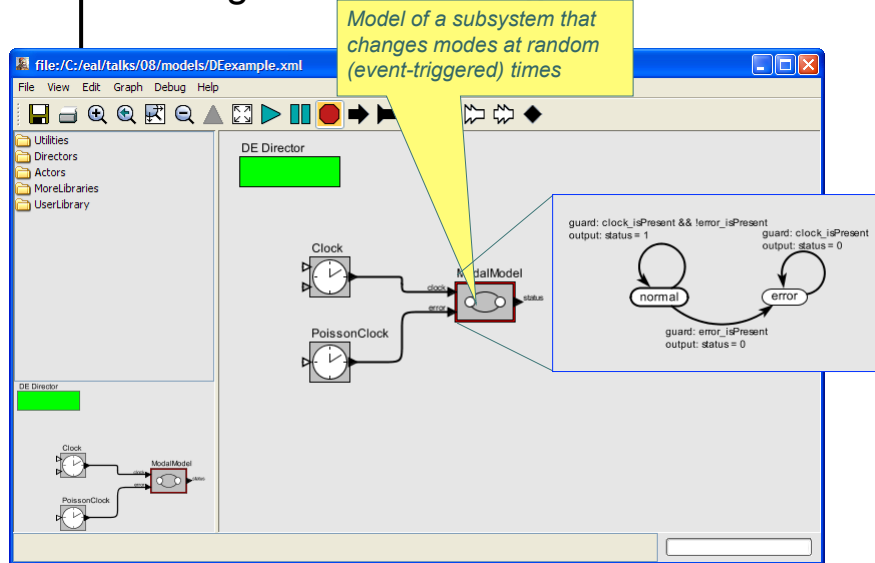 Model of a subsystem that
changes modes at random
(event-triggered) times
file:/C:/eal/talks/08/models/DEexample.xml
File View Edit Graph Debug Help
Utilities
Directors
Actors
MoreLibraries
UserLibrary
DE Director
Clock
clock
error
status
PoissonClock
guard: clock_isPresent && !error_isPresent
output: status = 1
guard: clock_isPresent
output: status = 0
normal
error
guard: error_isPresent
output: status = 0
DE Director
Clock
ModalModel
PoissonClock